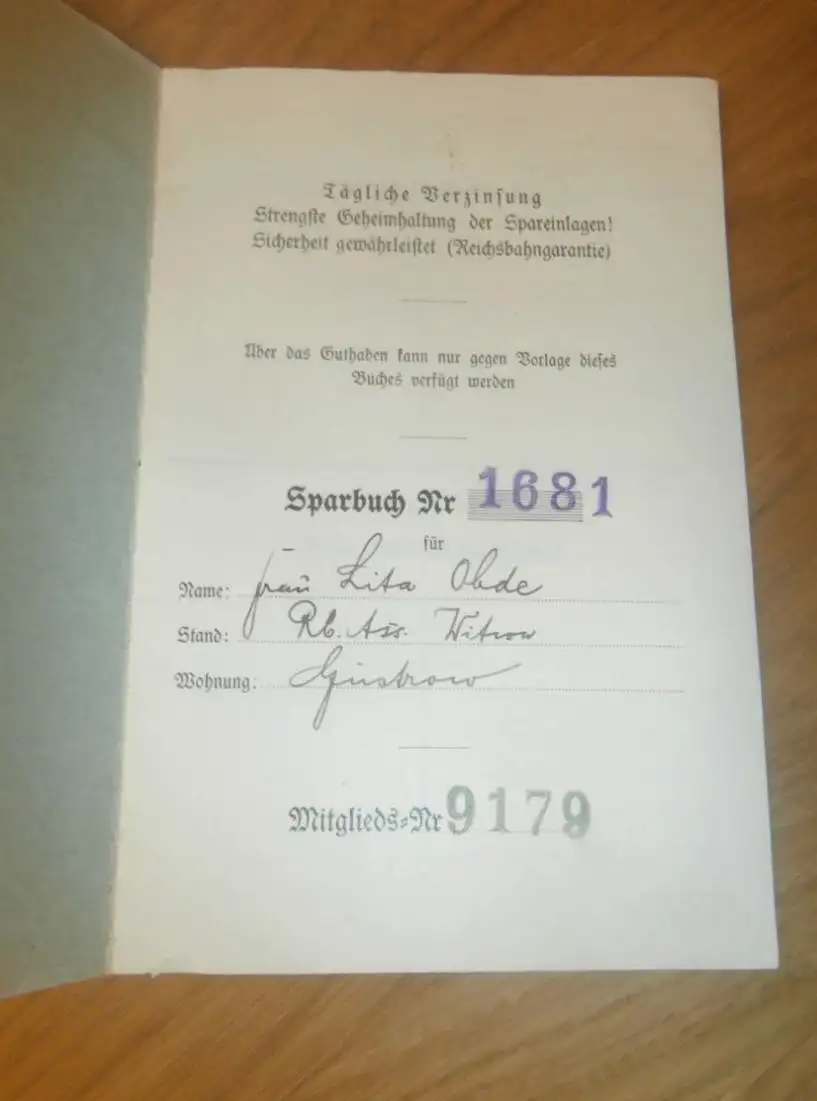 Tägliche Verzinsung
Strengste Geheimhaltung der Spareinlagen!
Sicherheit gewährleistet (Reichsbahngarantie)
Über das Guthaben kann nur gegen Vorlage dieses
Buches verfügt werden
Sparbuch Nr 1681
für
Name: Frau Lita Obde
Stand: Rb. Ass. Witwe
Wohnung: Güstrow
Mitglieds-Nr 9179